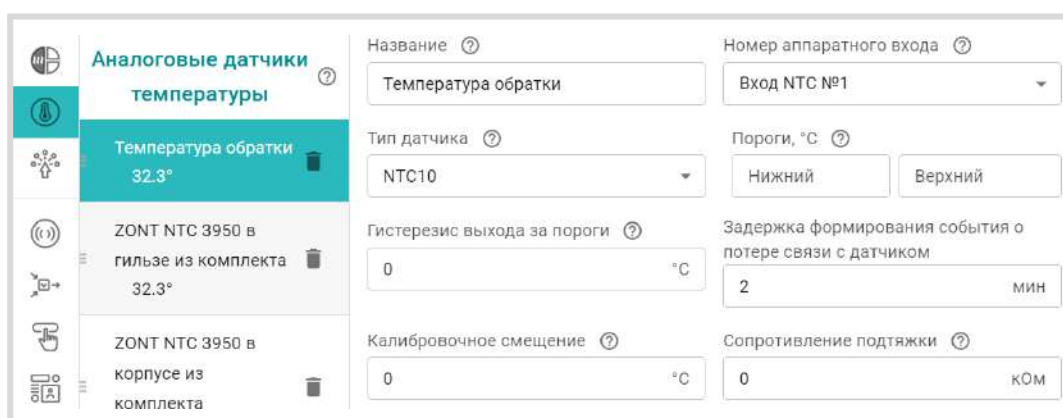 Аналоговые датчики
температуры
Температура обратки
32.3°
ZONT NTC 3950 в
гильзе из комплекта
32.3°
ZONT NTC 3950 в
корпусе из
комплекта
Название
Температура обратки
Номер аппаратного входа
Вход NTC №1
Тип датчика
NTC10
Пороги, °C
Нижний Верхний
Гистерезис выхода за пороги
0 °C
Задержка формирования события о
потере связи с датчиком
2 мин
Калибровочное смещение
0 °C
Сопротивление подтяжки
0 кОм